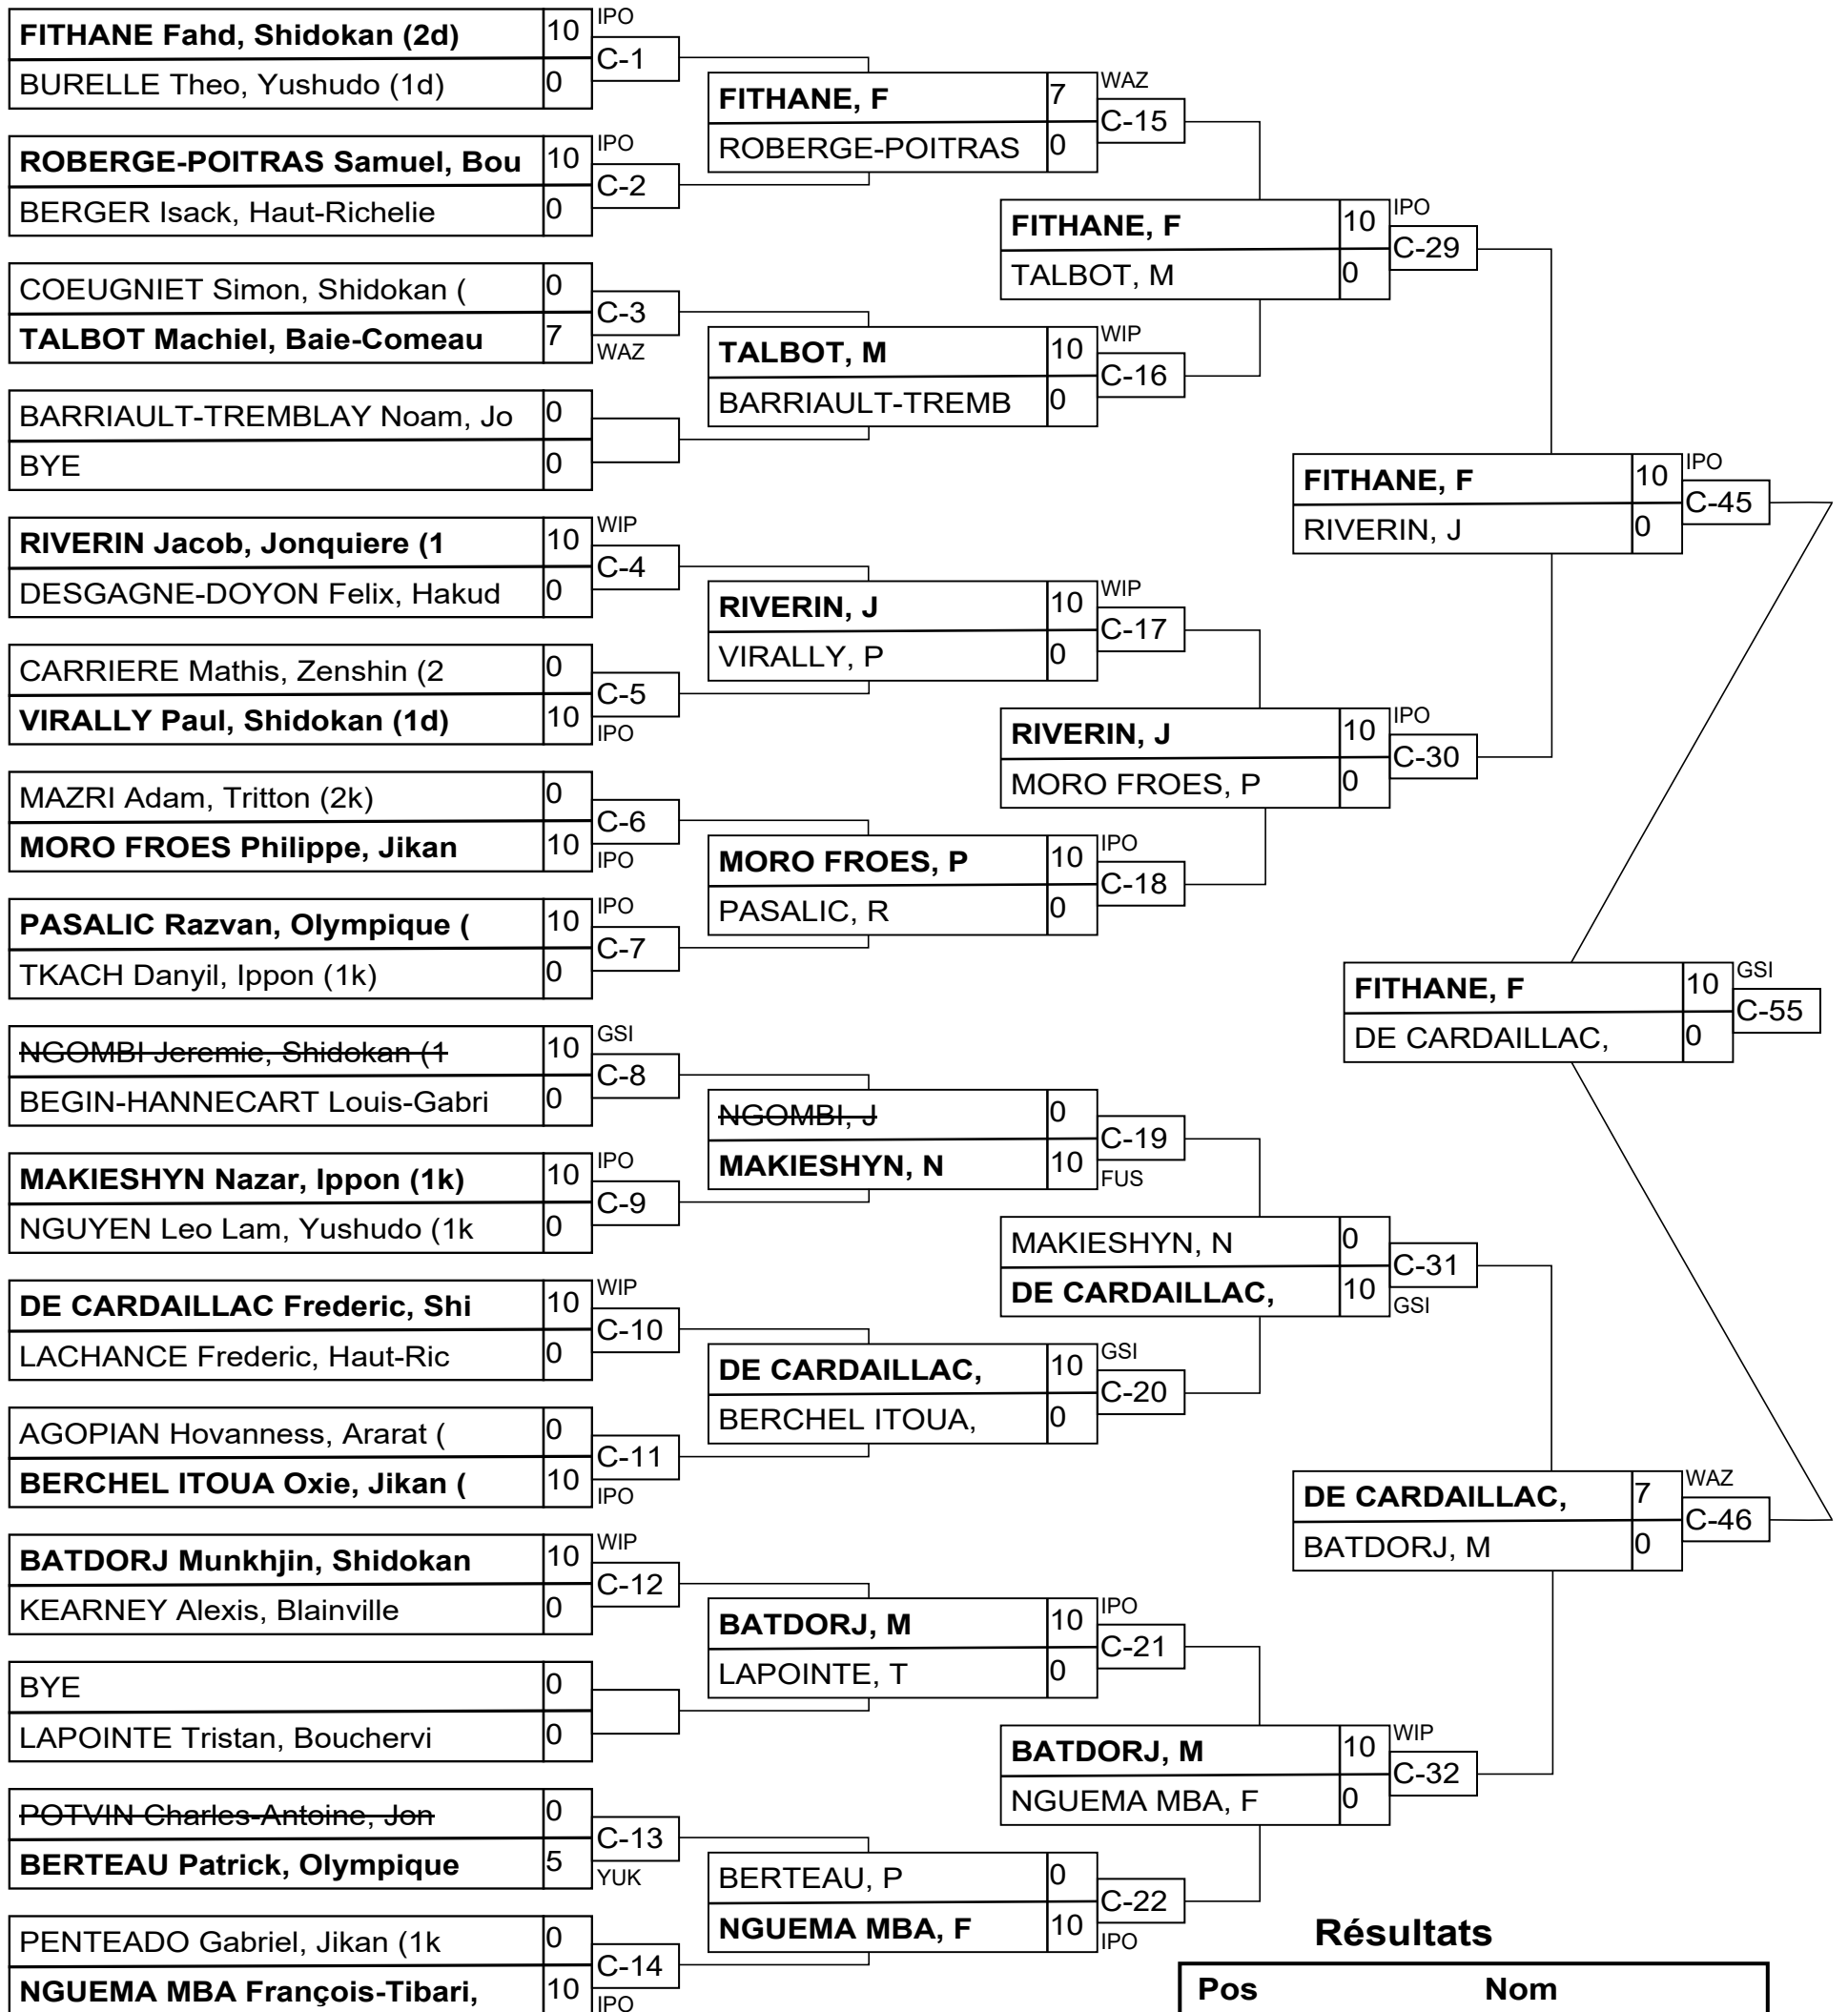 FITHANE Fahd, Shidokan (2d) 10 IPO
C-1
BURELLE Theo, Yushudo (1d) 0
ROBERGE-POITRAS Samuel, Bou 10 IPO
C-2
BERGER Isack, Haut-Richelie 0
COEUGNIET Simon, Shidokan ( 0
C-3
TALBOT Machiel, Baie-Comeau 7 WAZ
BARRIAULT-TREMBLAY Noam, Jo 0
BYE 0
RIVERIN Jacob, Jonquiere (1 10 WIP
C-4
DESGAGNE-DOYON Felix, Hakud 0
CARRIERE Mathis, Zenshin (2 0
C-5
VIRALLY Paul, Shidokan (1d) 10 IPO
MAZRI Adam, Tritton (2k) 0
C-6
MORO FROES Philippe, Jikan 10 IPO
PASALIC Razvan, Olympique ( 10 IPO
C-7
TKACH Danyil, Ippon (1k) 0
NGOMBI Jeremie, Shidokan (1 10 GSI
C-8
BEGIN-HANNECART Louis-Gabri 0
MAKIESHYN Nazar, Ippon (1k) 10 IPO
C-9
NGUYEN Leo Lam, Yushudo (1k 0
DE CARDAILLAC Frederic, Shi 10 WIP
C-10
LACHANCE Frederic, Haut-Ric 0
AGOPIAN Hovanness, Ararat ( 0
C-11
BERCHEL ITOUA Oxie, Jikan ( 10 IPO
BATDORJ Munkhjin, Shidokan 10 WIP
C-12
KEARNEY Alexis, Blainville 0
BYE 0
LAPOINTE Tristan, Bouchervi 0
POTVIN Charles-Antoine, Jon 0
C-13
BERTEAU Patrick, Olympique 5 YUK
PENTEADO Gabriel, Jikan (1k 0
C-14
NGUEMA MBA François-Tibari, 10 IPO
FITHANE, F 7 WAZ
C-15
ROBERGE-POITRAS 0
TALBOT, M 10 WIP
C-16
BARRIAULT-TREMB 0
RIVERIN, J 10 WIP
C-17
VIRALLY, P 0
MORO FROES, P 10 IPO
C-18
PASALIC, R 0
NGOMBI, J 0
C-19
MAKIESHYN, N 10 FUS
DE CARDAILLAC, 10 GSI
C-20
BERCHEL ITOUA, 0
BATDORJ, M 10 IPO
C-21
LAPOINTE, T 0
BERTEAU, P 0
C-22
NGUEMA MBA, F 10 IPO
FITHANE, F 10 IPO
C-29
TALBOT, M 0
RIVERIN, J 10 IPO
C-30
MORO FROES, P 0
MAKIESHYN, N 0
C-31
DE CARDAILLAC, 10 GSI
BATDORJ, M 10 WIP
C-32
NGUEMA MBA, F 0
FITHANE, F 10 IPO
C-45
RIVERIN, J 0
DE CARDAILLAC, 7 WAZ
C-46
BATDORJ, M 0
FITHANE, F 10 GSI
C-55
DE CARDAILLAC, 0
Résultats
Pos Nom